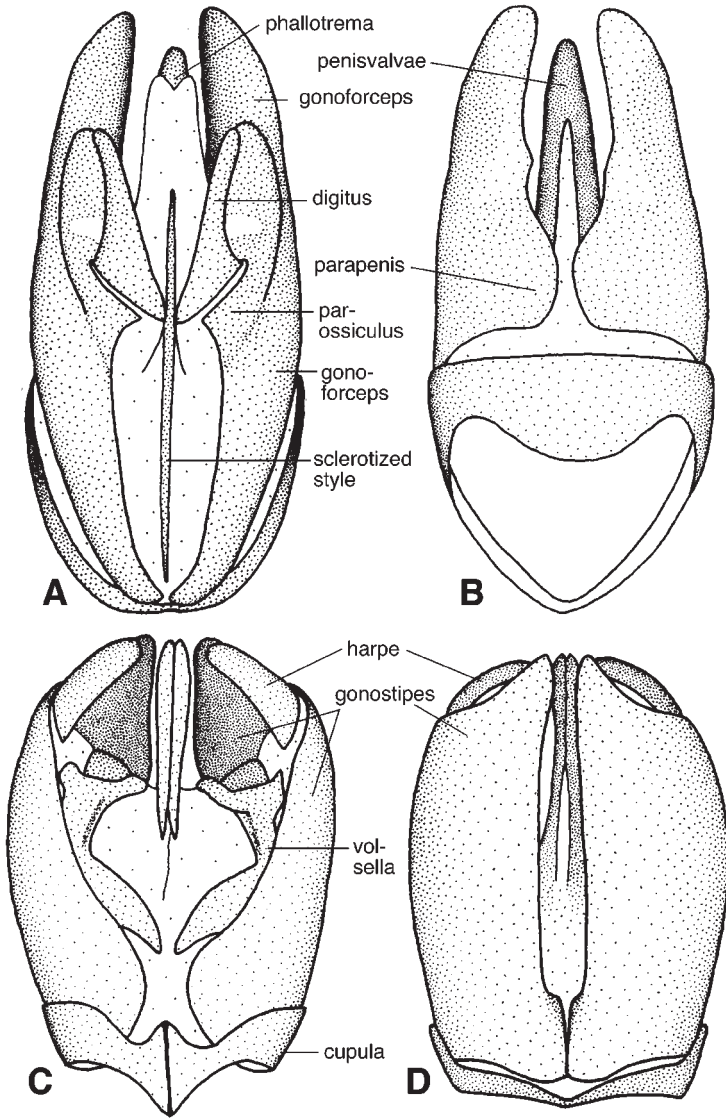 phallotrema
penisvalvae
gonoforceps
digitus
parapenis
par-
ossiculus
gono-
forceps
sclerotized
style
A
B
harpe
gonostipes
vol-
sella
cupula
C
D